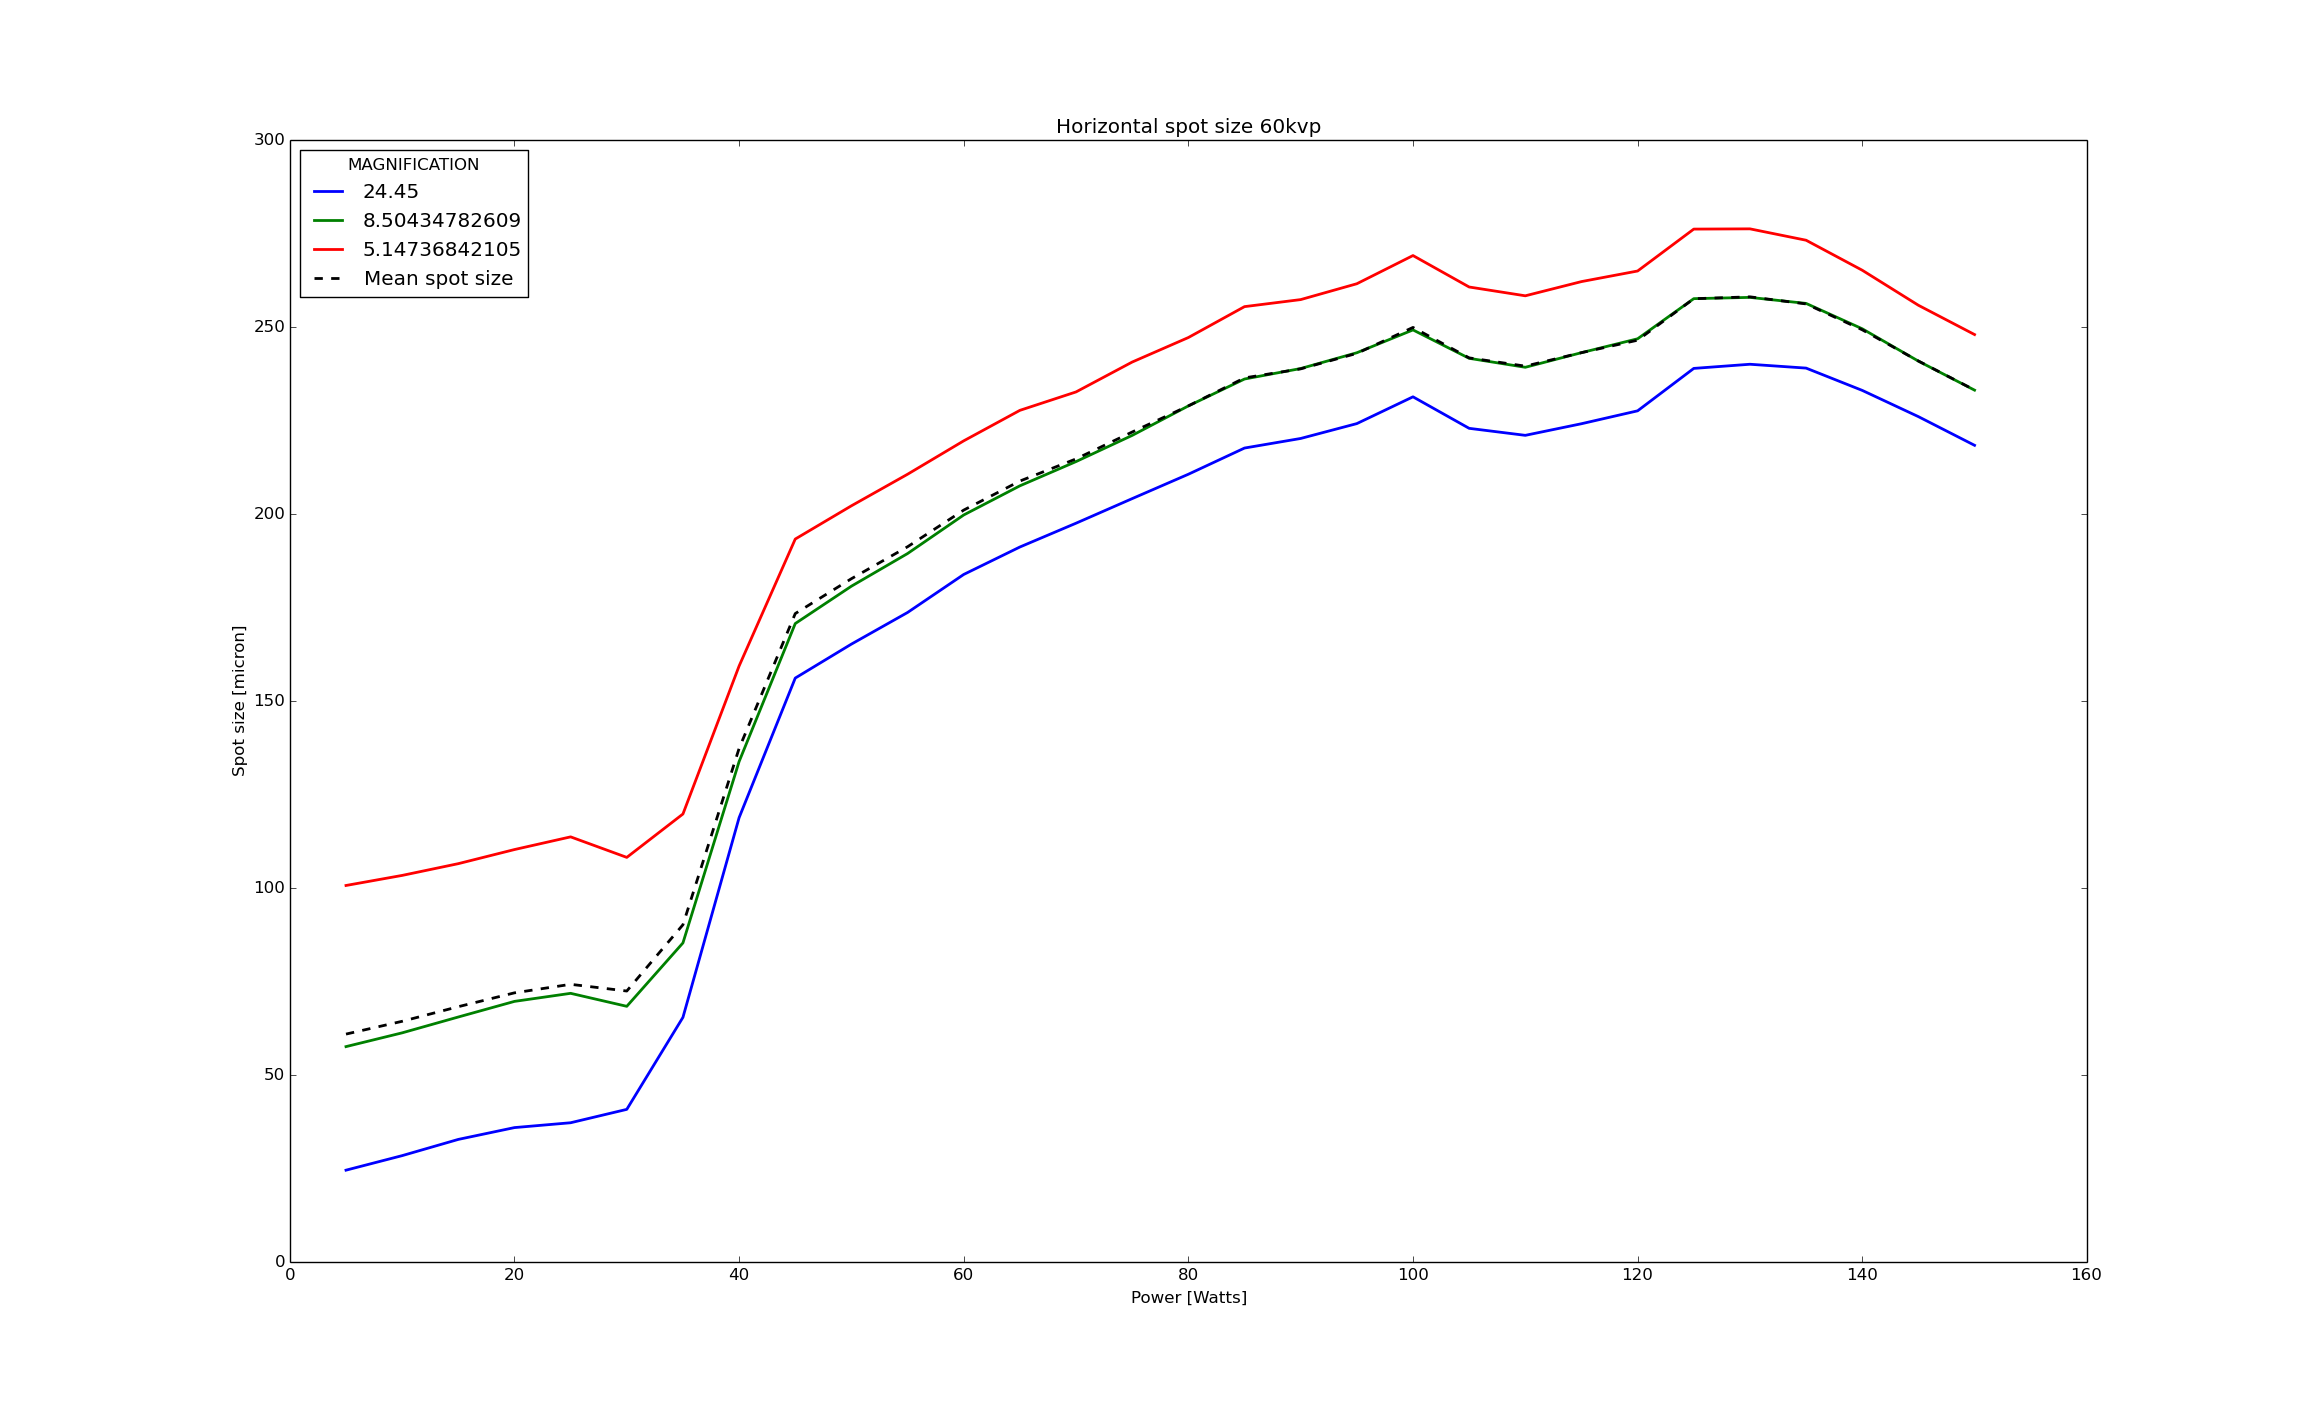 Horizontal spot size 60kvp
MAGNIFICATION
24.45
8.50434782609
5.14736842105
Mean spot size
300
250
200
150
100
50
0
Spot size [micron]
0 20 40 60 80 100 120 140 160
Power [Watts]